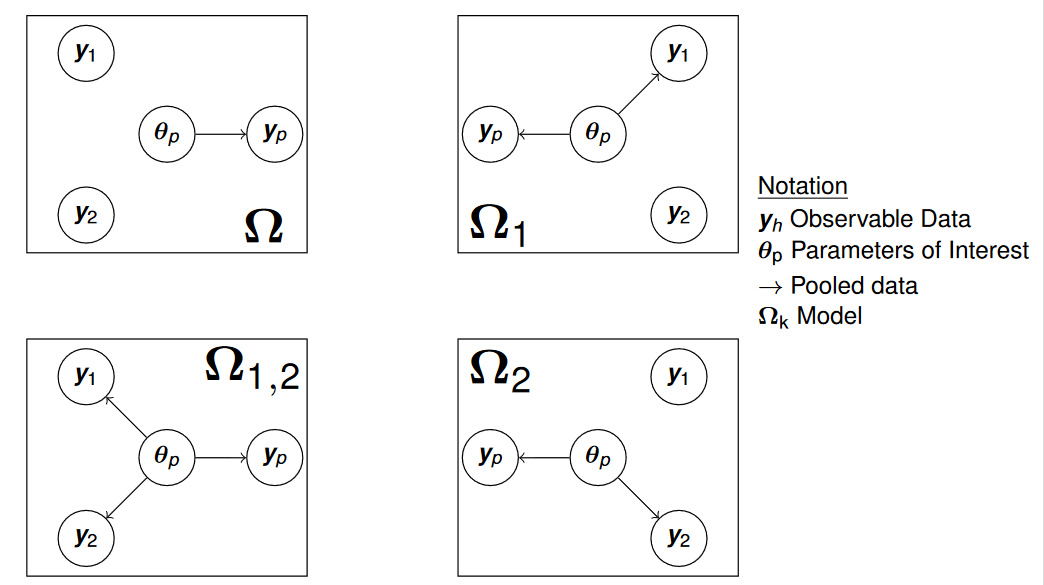 y₁
θₚ
yₚ
y₂
Ω
y₁
yₚ
θₚ
y₂
Ω₁
Notation
yₕ Observable Data
θₚ Parameters of Interest
→ Pooled data
Ωₖ Model
y₁
Ω₁,₂
θₚ
yₚ
y₂
Ω₂
y₁
yₚ
θₚ
y₂